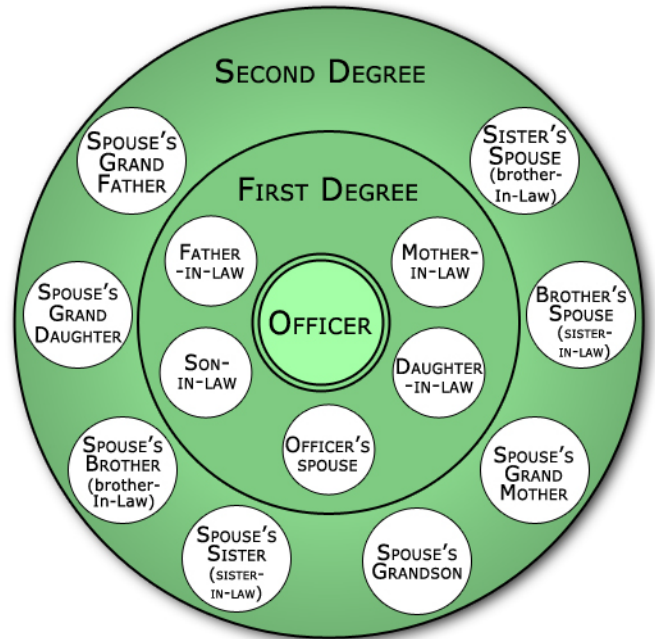 SECOND DEGREE
SPOUSE'S
GRAND
FATHER
SISTER'S
SPOUSE
(brother-
In-Law)
FIRST DEGREE
FATHER
-IN-LAW
MOTHER-
IN-LAW
SPOUSE'S
GRAND
DAUGHTER
OFFICER
BROTHER'S
SPOUSE
(SISTER-
IN-LAW)
SON-
IN-LAW
DAUGHTER
-IN-LAW
OFFICER'S
SPOUSE
SPOUSE'S
BROTHER
(brother-
In-Law)
SPOUSE'S
GRAND
MOTHER
SPOUSE'S
SISTER
(SISTER-
IN-LAW)
SPOUSE'S
GRANDSON